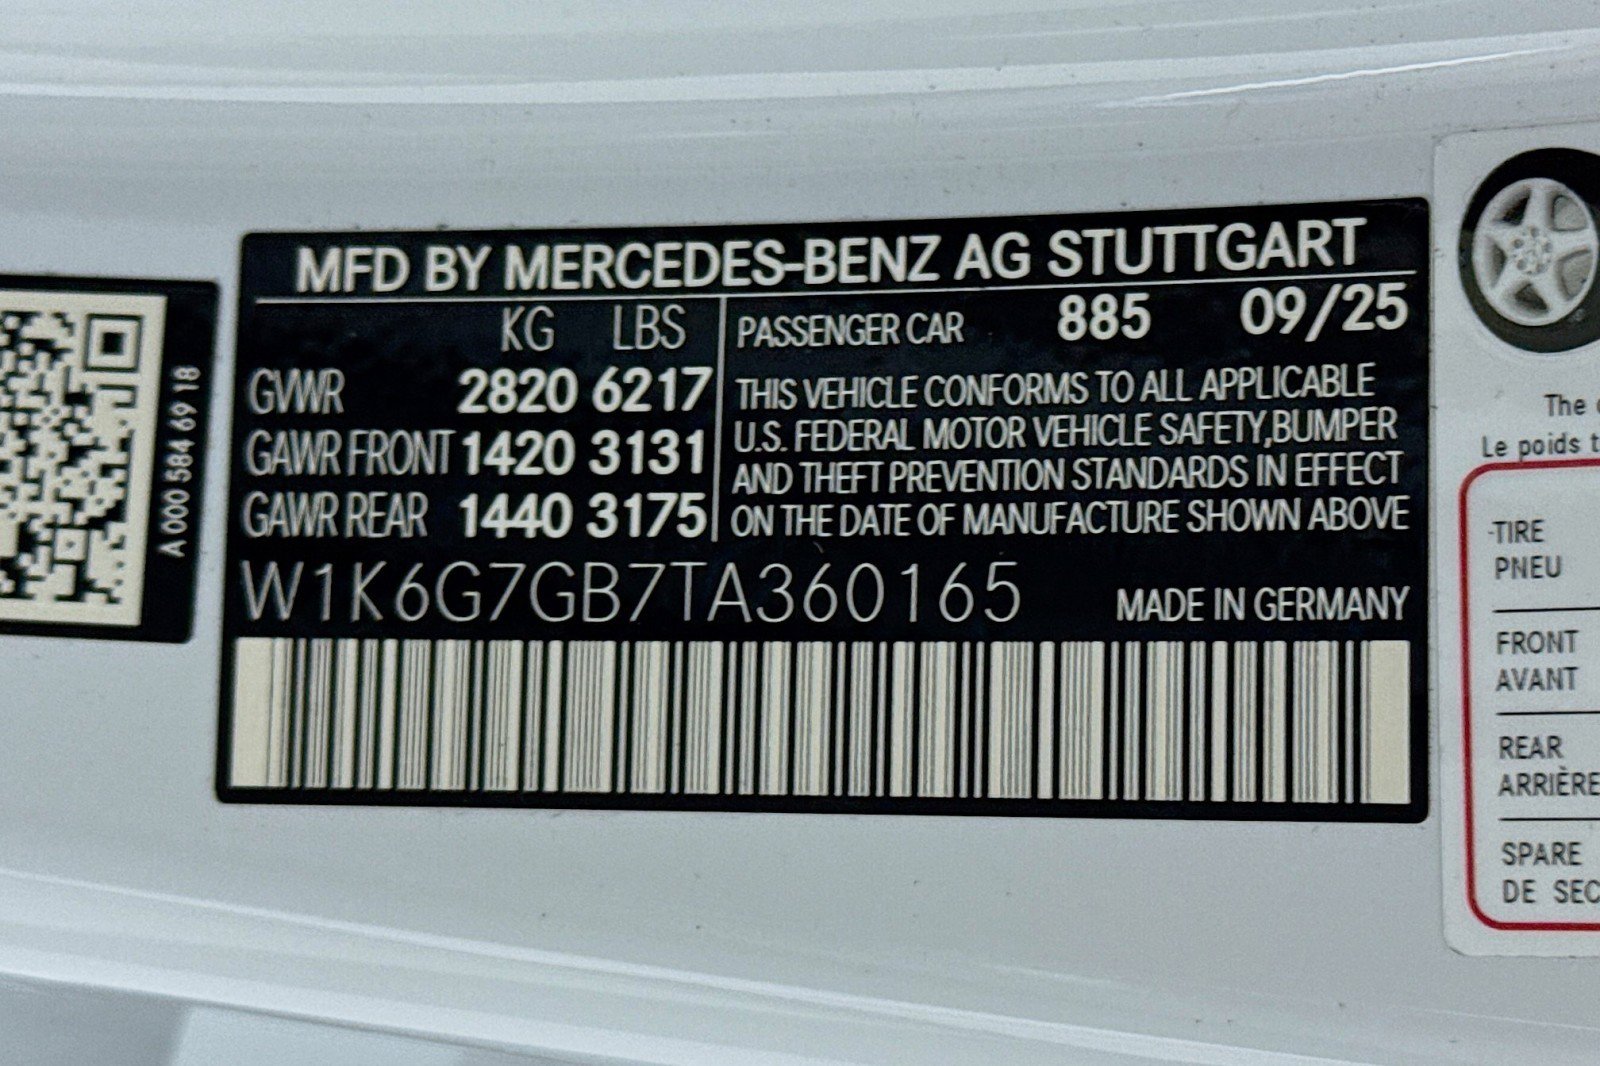 MFD BY MERCEDES-BENZ AG STUTTGART
KG LBS
GVWR 2820 6217
GAWR FRONT 1420 3131
GAWR REAR 1440 3175
PASSENGER CAR 885 09/25
THIS VEHICLE CONFORMS TO ALL APPLICABLE
U.S. FEDERAL MOTOR VEHICLE SAFETY,BUMPER
AND THEFT PREVENTION STANDARDS IN EFFECT
ON THE DATE OF MANUFACTURE SHOWN ABOVE
W1K6G7GB7TA360165
MADE IN GERMANY
A 000 584 69 18
The
Le poids
TIRE
PNEU
FRONT
AVANT
REAR
ARRIÈRE
SPARE
DE